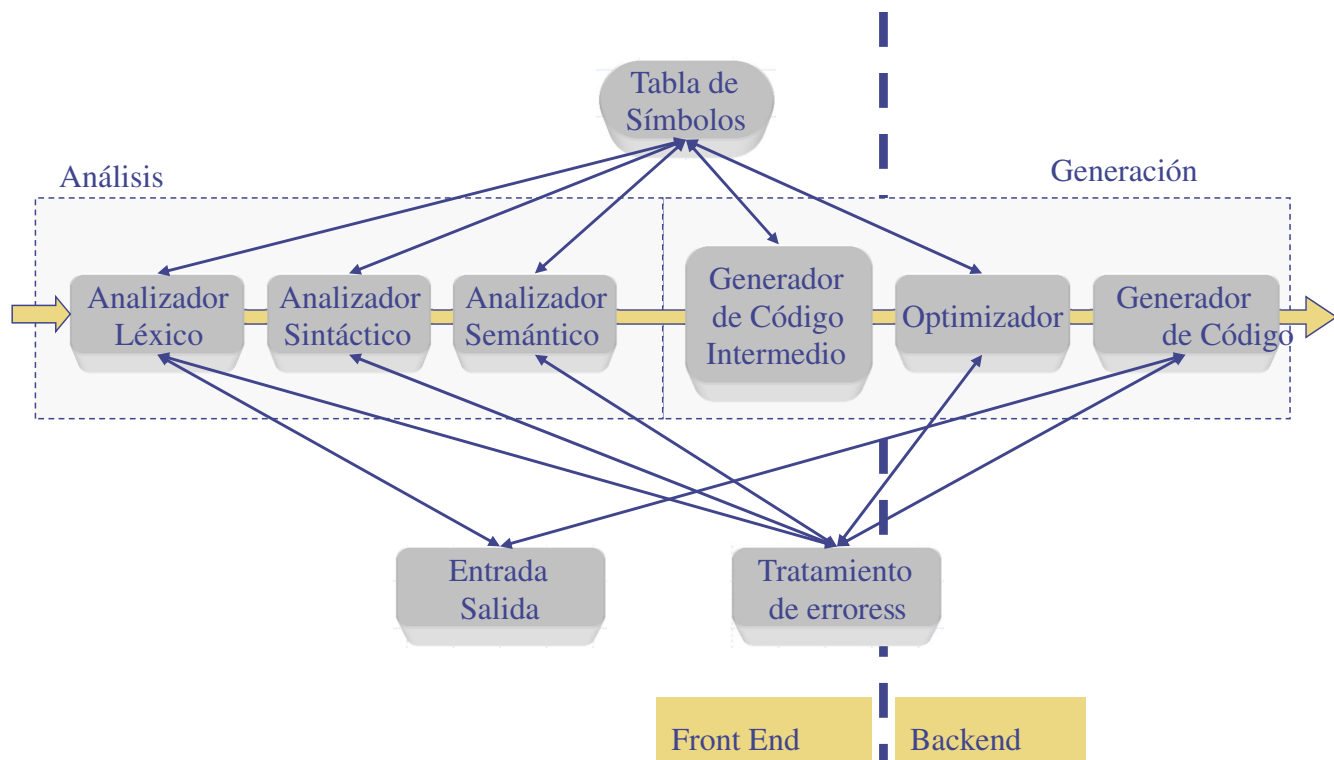 Tabla de
Símbolos
Análisis
Generación
Analizador
Léxico
Analizador
Sintáctico
Analizador
Semántico
Generador
de Código
Intermedio
Optimizador
Generador
de Código
Entrada
Salida
Tratamiento
de erroress
Front End
Backend